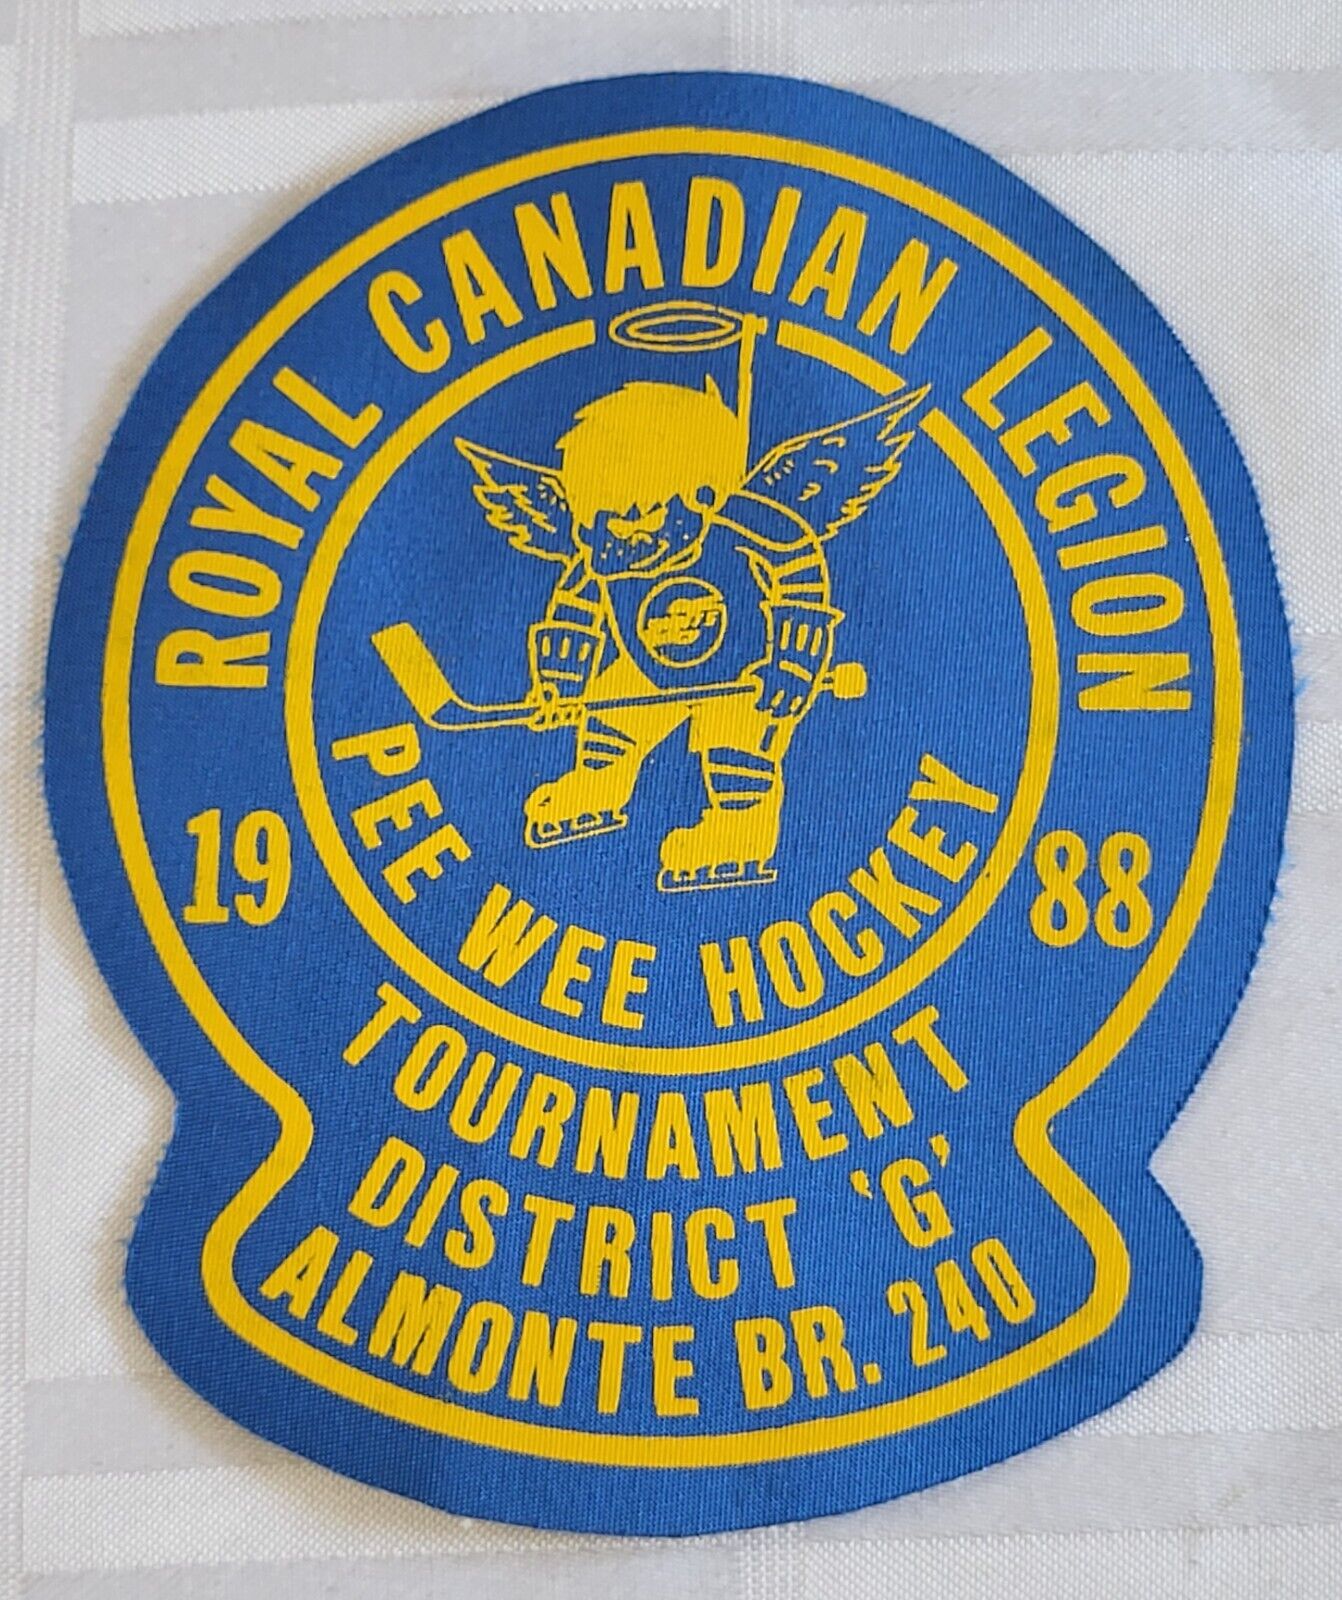 ROYAL CANADIAN LEGION
PEE WEE HOCKEY
19 88
TOURNAMENT
DISTRICT 'G'
ALMONTE BR. 240